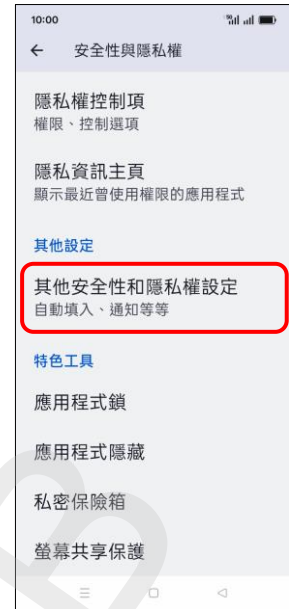 10:00
安全性與隱私權
隱私權控制項
權限、控制選項
隱私資訊主頁
顯示最近曾使用權限的應用程式
其他設定
其他安全性和隱私權設定
自動填入、通知等等
特色工具
應用程式鎖
應用程式隱藏
私密保險箱
螢幕共享保護